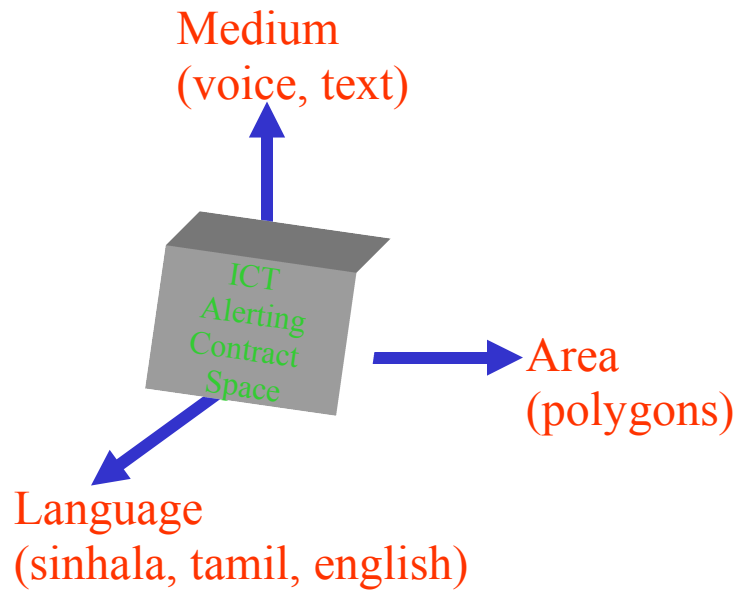 Medium
(voice, text)
ICT
Alerting
Contract
Space
Area
(polygons)
Language
(sinhala, tamil, english)